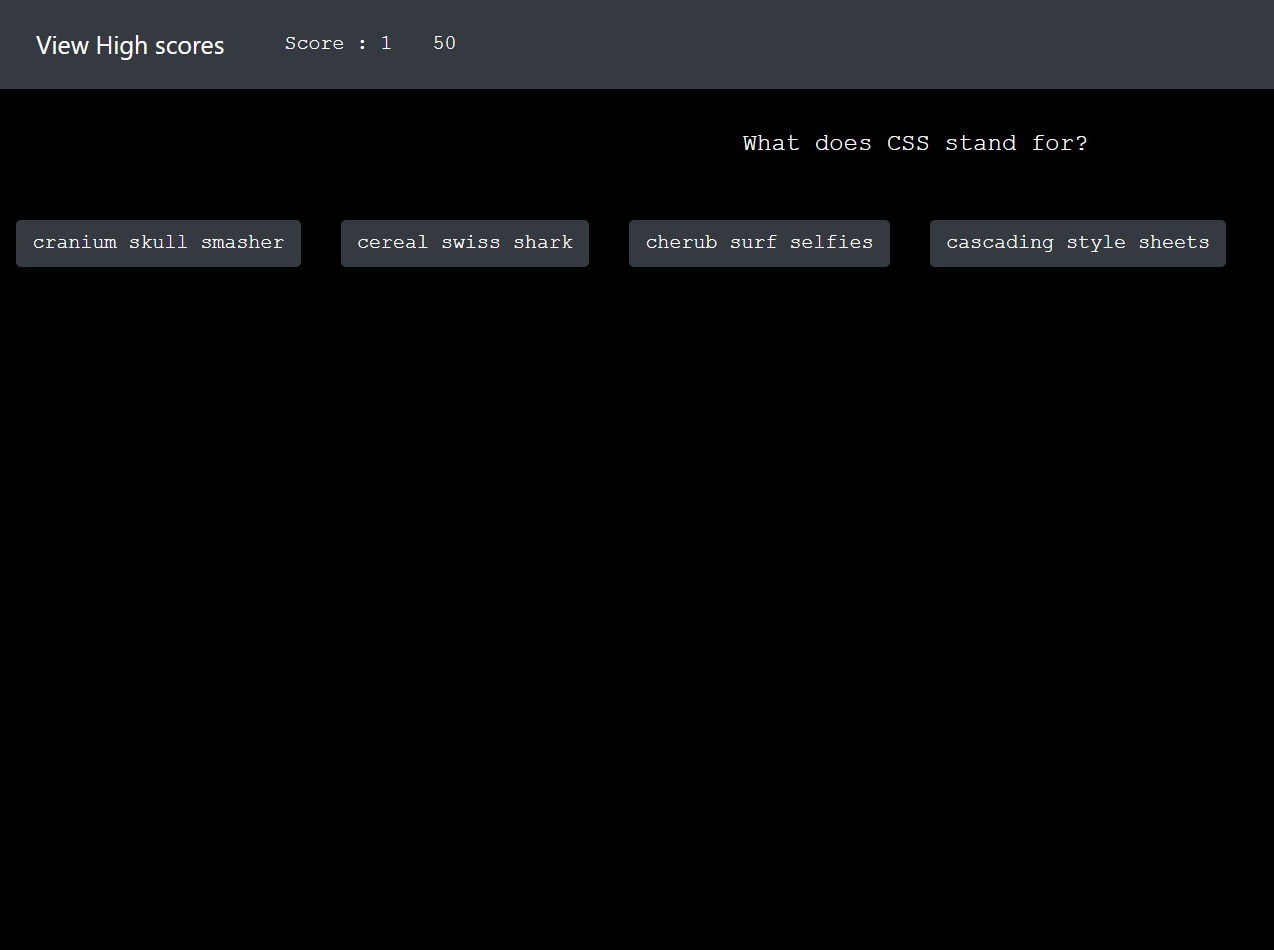 View High scores Score : 1 50
What does CSS stand for?
cranium skull smasher cereal swiss shark cherub surf selfies cascading style sheets